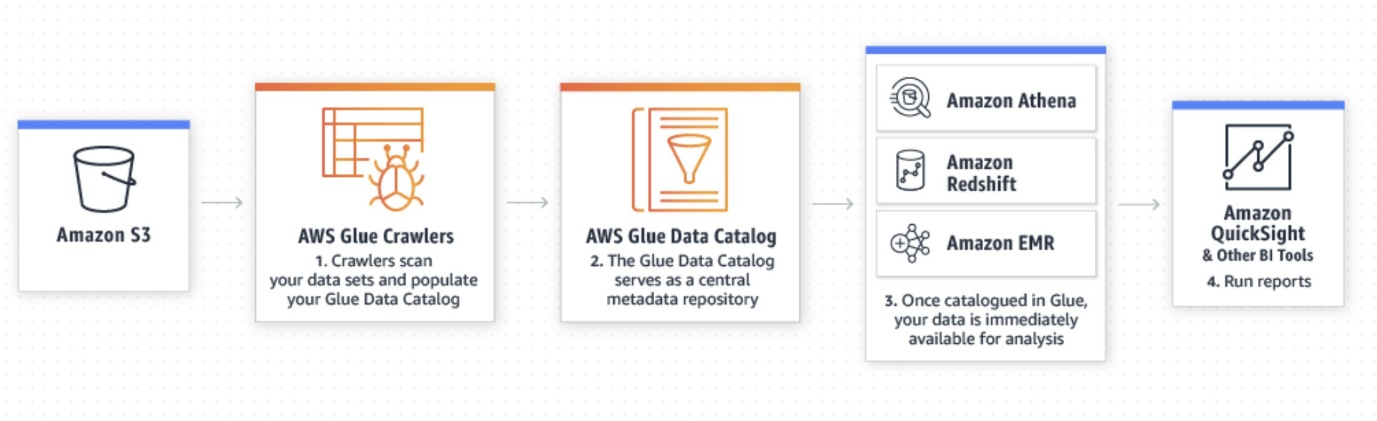 Amazon S3
AWS Glue Crawlers
1. Crawlers scan
your data sets and populate
your Glue Data Catalog
AWS Glue Data Catalog
2. The Glue Data Catalog
serves as a central
metadata repository
Amazon Athena
Amazon
Redshift
Amazon EMR
3. Once catalogued in Glue,
your data is immediately
available for analysis
Amazon
QuickSight
& Other BI Tools
4. Run reports